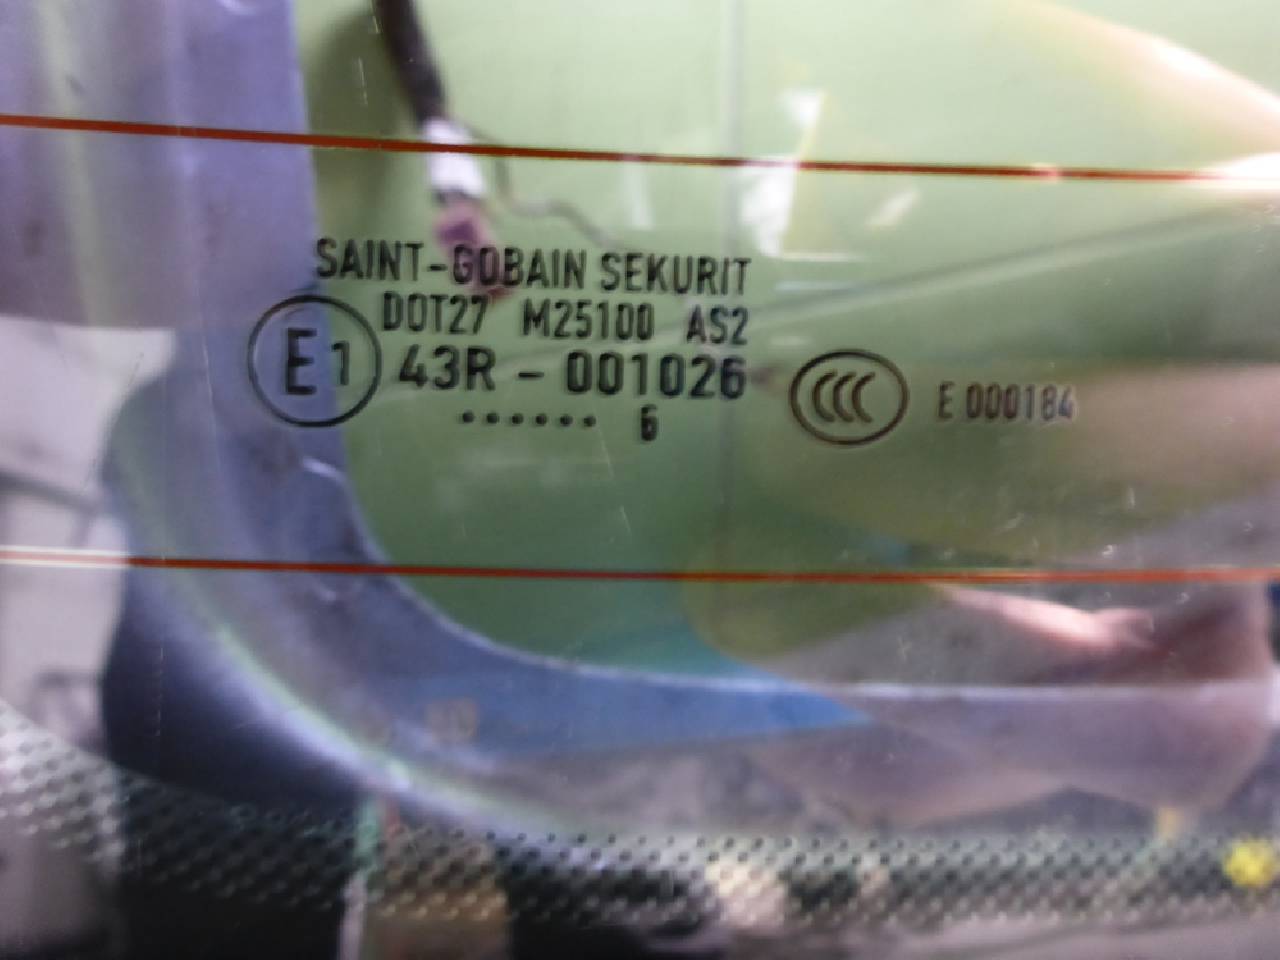 SAINT-GOBAIN SEKURIT
DOT27 M25100 AS2
E1 43R - 001026
...... 6
CCC E 000184